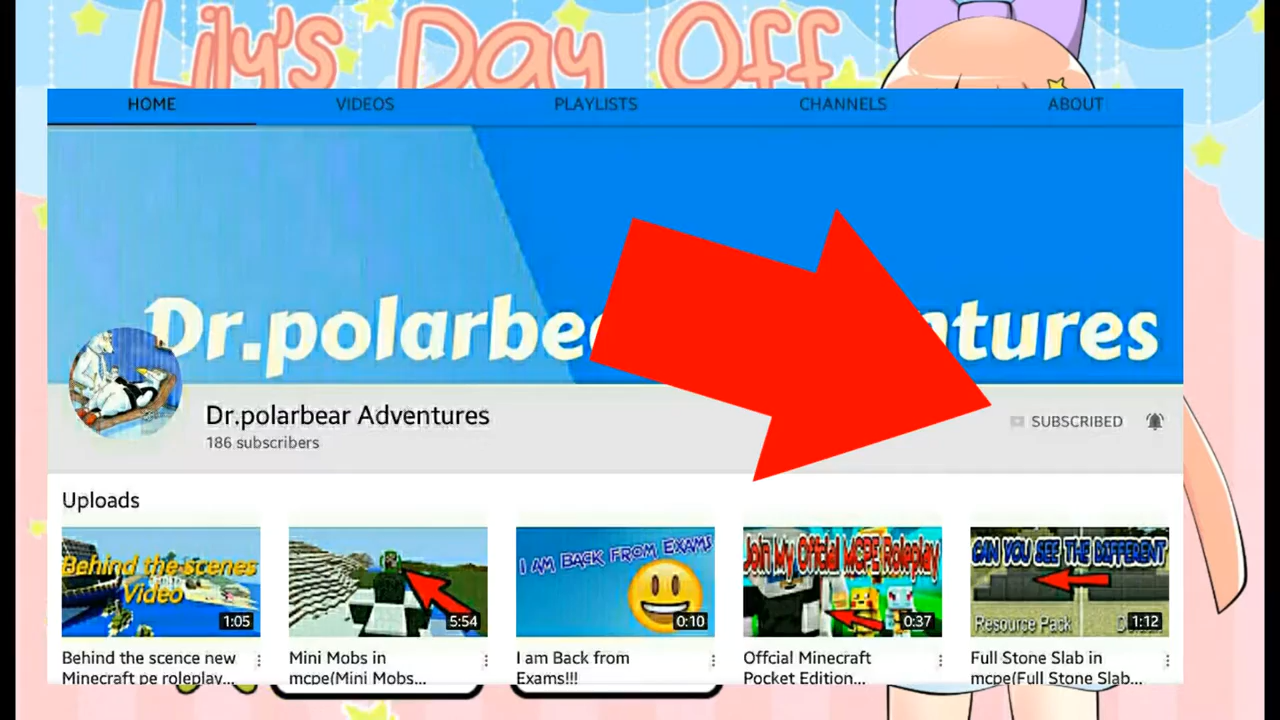 Lily's Day Off
HOME VIDEOS PLAYLISTS CHANNELS ABOUT
Dr.polarbe ntures
Dr.polarbear Adventures
186 subscribers
SUBSCRIBED
Uploads
Behind the Scenes
Video
1:05
5:54
I AM BACK FROM EXAMS
0:10
Join My Official MCPE Roleplay
0:37
CAN YOU SEE THE DIFFERENT
Resource Pack
1:12
Behind the scence new
Minecraft pe roleplay...
Mini Mobs in
mcpe(Mini Mobs...
I am Back from
Exams!!!
Offcial Minecraft
Pocket Edition...
Full Stone Slab in
mcpe(Full Stone Slab...